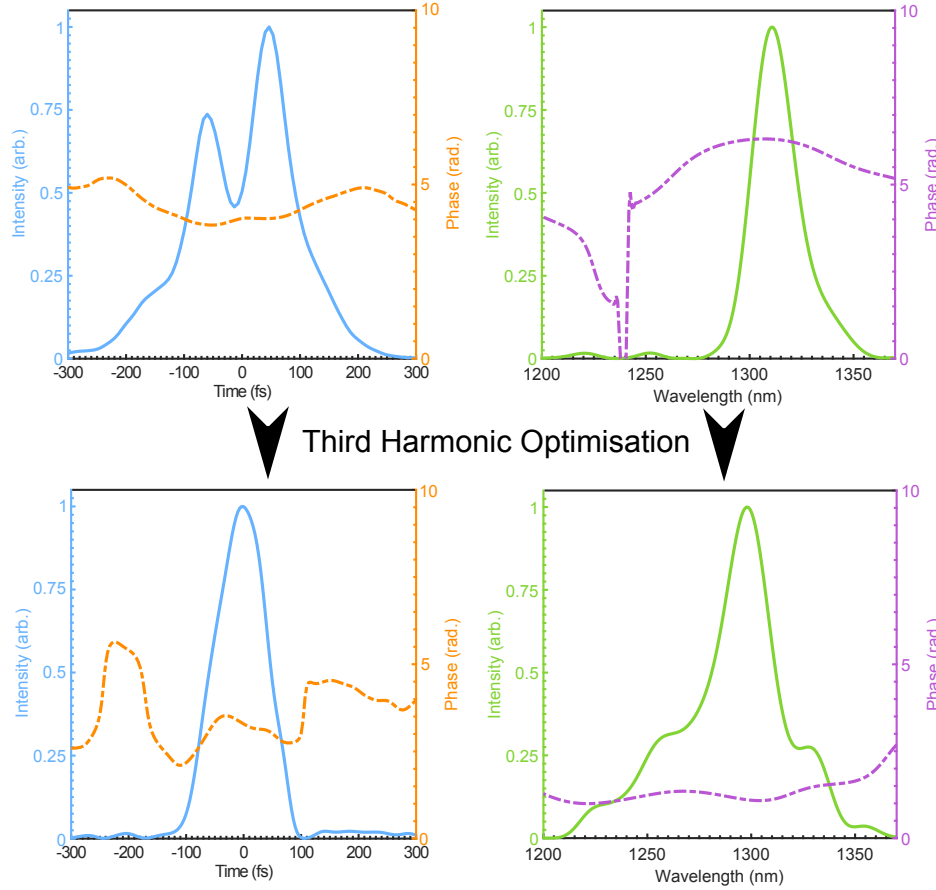 1
0.75
0.5
0.25
0
Intensity (arb.)
10
5
0
Phase (rad.)
-300 -200 -100 0 100 200 300
Time (fs)
1
0.75
0.5
0.25
0
Intensity (arb.)
10
5
0
Phase (rad.)
1200 1250 1300 1350
Wavelength (nm)
Third Harmonic Optimisation
1
0.75
0.5
0.25
0
Intensity (arb.)
10
5
0
Phase (rad.)
-300 -200 -100 0 100 200 300
Time (fs)
1
0.75
0.5
0.25
0
Intensity (arb.)
10
5
0
Phase (rad.)
1200 1250 1300 1350
Wavelength (nm)